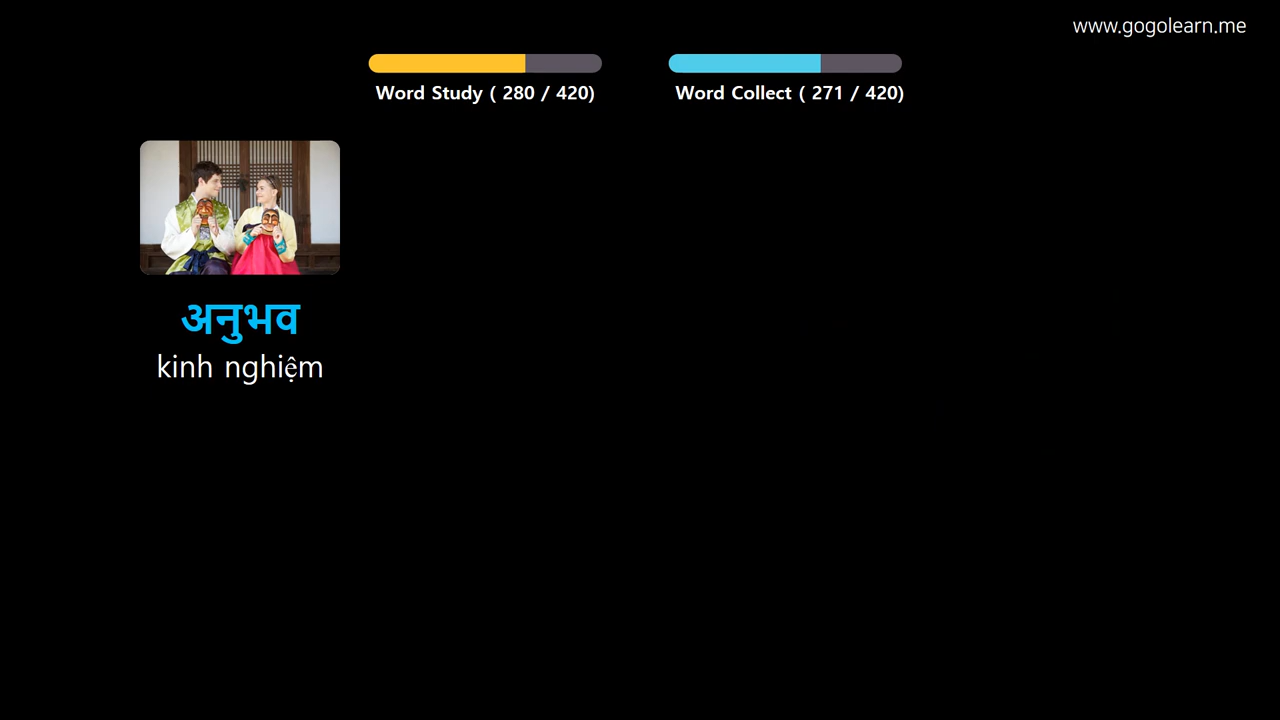 www.gogolearn.me
Word Study ( 280 / 420)
Word Collect ( 271 / 420)
अनुभव
kinh nghiệm